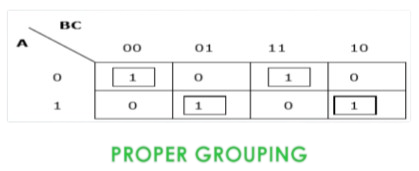 BC
A
00 01 11 10
0 1 0 1 0
1 0 1 0 1
PROPER GROUPING